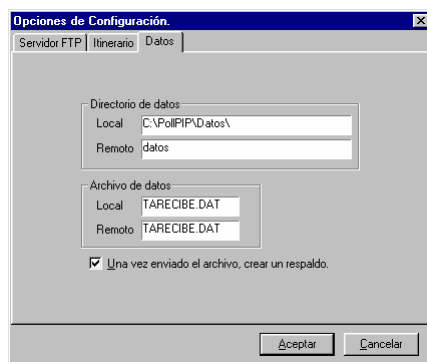 Opciones de Configuración.
Servidor FTP Itinerario Datos
Directorio de datos
Local C:\PollPIP\Datos\
Remoto datos
Archivo de datos
Local TARECIBE.DAT
Remoto TARECIBE.DAT
Una vez enviado el archivo, crear un respaldo.
Aceptar Cancelar